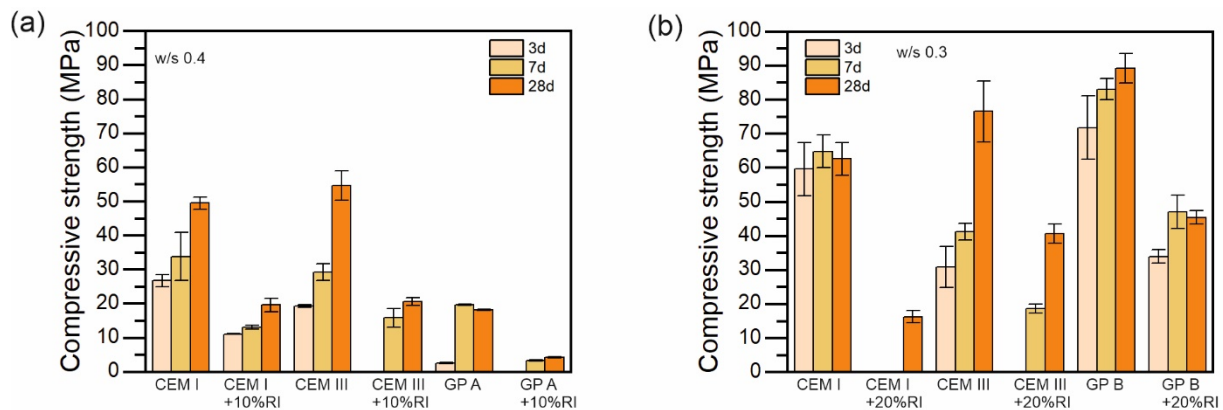 (a)
Compressive strength (MPa)
100
90
80
70
60
50
40
30
20
10
0
w/s 0.4
3d
7d
28d
CEM I
CEM I
+10%RI
CEM III
CEM III
+10%RI
GP A
GP A
+10%RI
(b)
Compressive strength (MPa)
100
90
80
70
60
50
40
30
20
10
0
3d
7d
28d
w/s 0.3
CEM I
CEM I
+20%RI
CEM III
CEM III
+20%RI
GP B
GP B
+20%RI